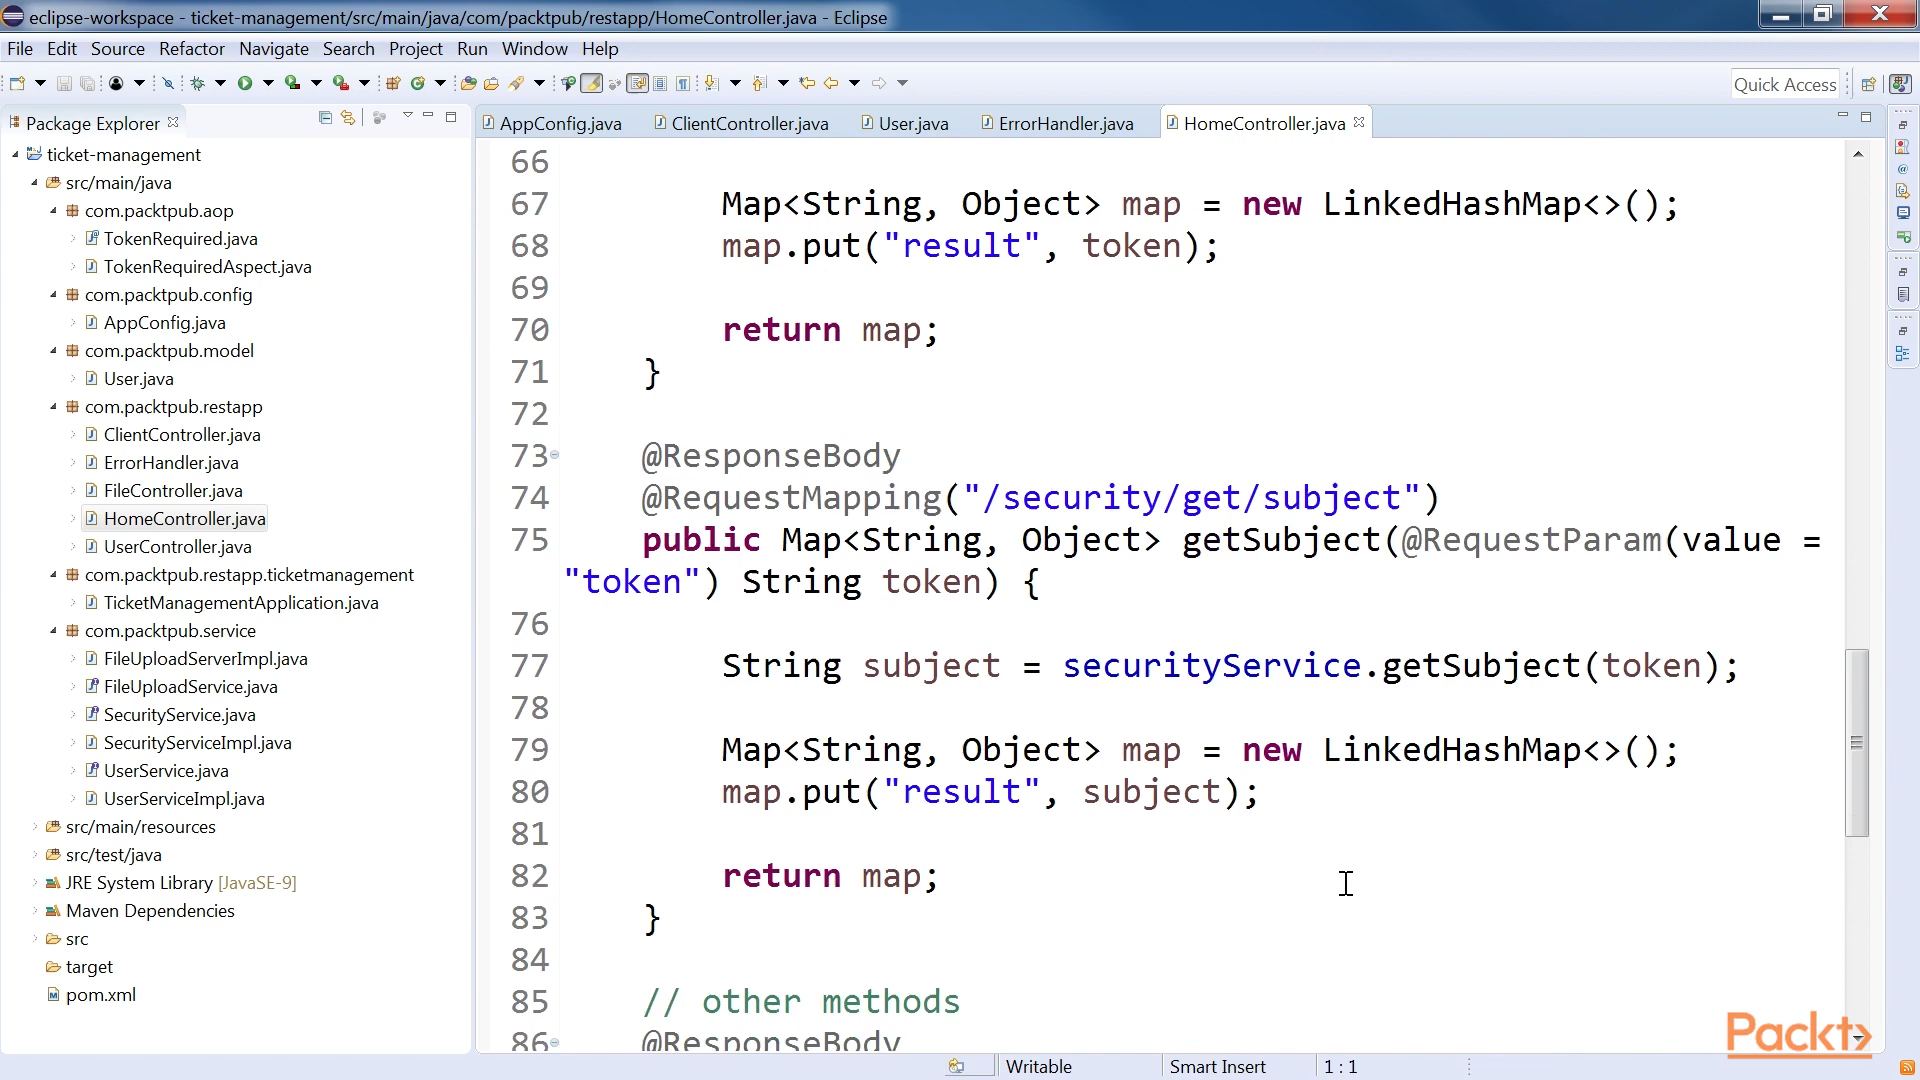 eclipse-workspace - ticket-management/src/main/java/com/packtpub/restapp/HomeController.java - Eclipse
File Edit Source Refactor Navigate Search Project Run Window Help
Quick Access
Package Explorer
AppConfig.java ClientController.java User.java ErrorHandler.java HomeController.java
ticket-management
src/main/java
com.packtpub.aop
TokenRequired.java
TokenRequiredAspect.java
com.packtpub.config
AppConfig.java
com.packtpub.model
User.java
com.packtpub.restapp
ClientController.java
ErrorHandler.java
FileController.java
HomeController.java
UserController.java
com.packtpub.restapp.ticketmanagement
TicketManagementApplication.java
com.packtpub.service
FileUploadServerImpl.java
FileUploadService.java
SecurityService.java
SecurityServiceImpl.java
UserService.java
UserServiceImpl.java
src/main/resources
src/test/java
JRE System Library [JavaSE-9]
Maven Dependencies
src
target
pom.xml
66
67 Map<String, Object> map = new LinkedHashMap<>();
68 map.put("result", token);
69
70 return map;
71 }
72
73 @ResponseBody
74 @RequestMapping("/security/get/subject")
75 public Map<String, Object> getSubject(@RequestParam(value =
"token") String token) {
76
77 String subject = securityService.getSubject(token);
78
79 Map<String, Object> map = new LinkedHashMap<>();
80 map.put("result", subject);
81
82 return map;
83 }
84
85 // other methods
86 @ResponseBody
Packt>
Writable Smart Insert 1 : 1